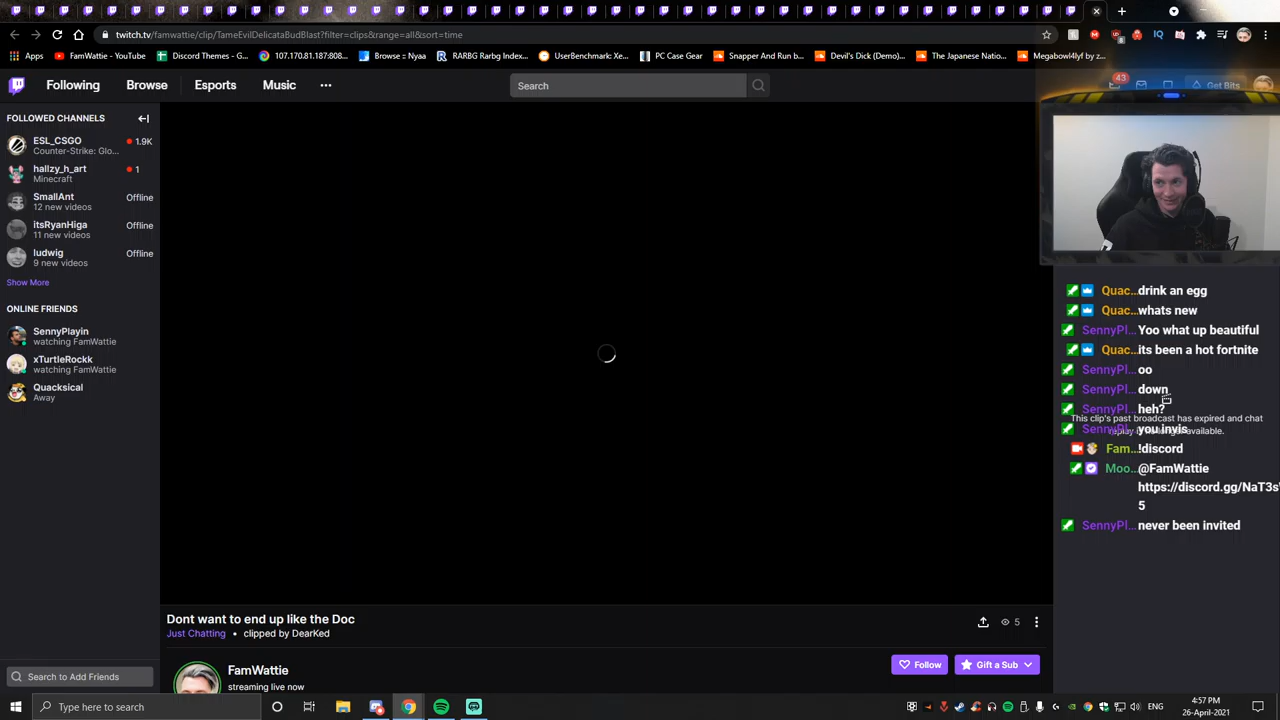 twitch.tv/famwattie/clip/TameEvilDelicataBudBlast?filter=clips&range=all&sort=time
Apps
FamWattie - YouTube
Discord Themes - G...
107.170.81.187:808...
Browse :: Nyaa
RARBG Rarbg Index...
UserBenchmark: Xe...
PC Case Gear
Snapper And Run b...
Devil's Dick (Demo)...
The Japanese Natio...
Megabowl4lyf by z...
Following
Browse
Esports
Music
Search
43
Get Bits
FOLLOWED CHANNELS
ESL_CSGO
1.9K
Counter-Strike: Glo...
hallzy_h_art
1
Minecraft
SmallAnt
Offline
12 new videos
itsRyanHiga
Offline
11 new videos
ludwig
Offline
9 new videos
Show More
ONLINE FRIENDS
SennyPlayin
watching FamWattie
xTurtleRockk
watching FamWattie
Quacksical
Away
Search to Add Friends
Quac... drink an egg
Quac... whats new
SennyPl... Yoo what up beautiful
Quac... its been a hot fortnite
SennyPl... oo
SennyPl... down
SennyPl... heh?
This clip's past broadcast has expired and chat
SennyPl... you invis
Fam... !discord
Moo... @FamWattie
https://discord.gg/NaT3s
5
SennyPl... never been invited
Dont want to end up like the Doc
Just Chatting • clipped by DearKed
5
FamWattie
streaming live now
Follow
Gift a Sub
Type here to search
ENG
4:57 PM
26-April-2021